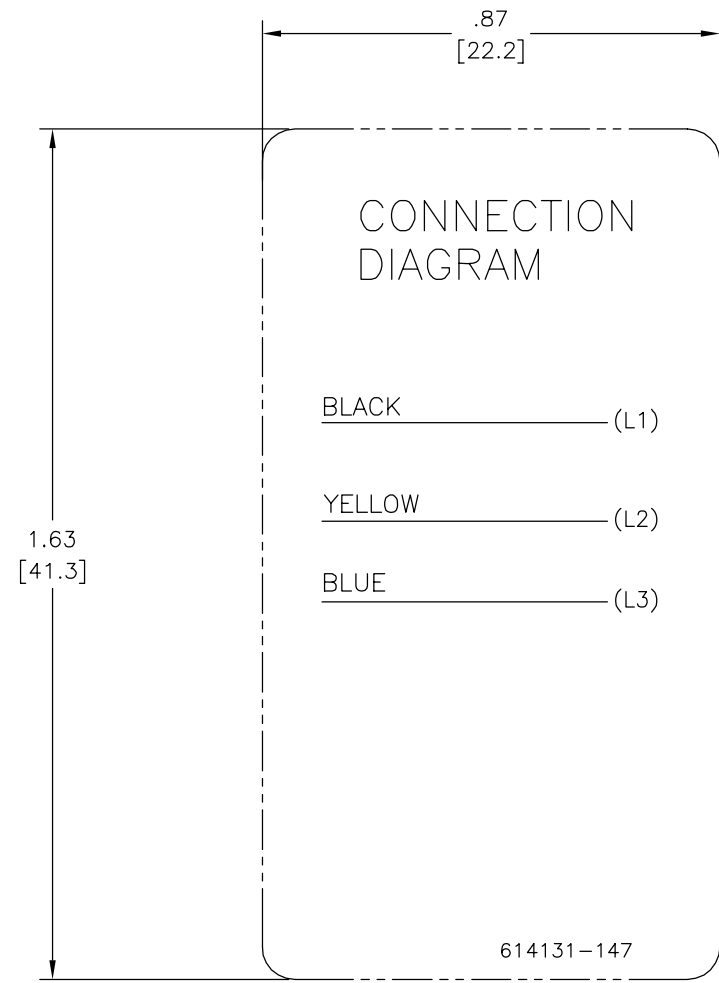 .87
[22.2]
CONNECTION
DIAGRAM
BLACK
(L1)
YELLOW
(L2)
1.63
[41.3]
BLUE
(L3)
614131-147